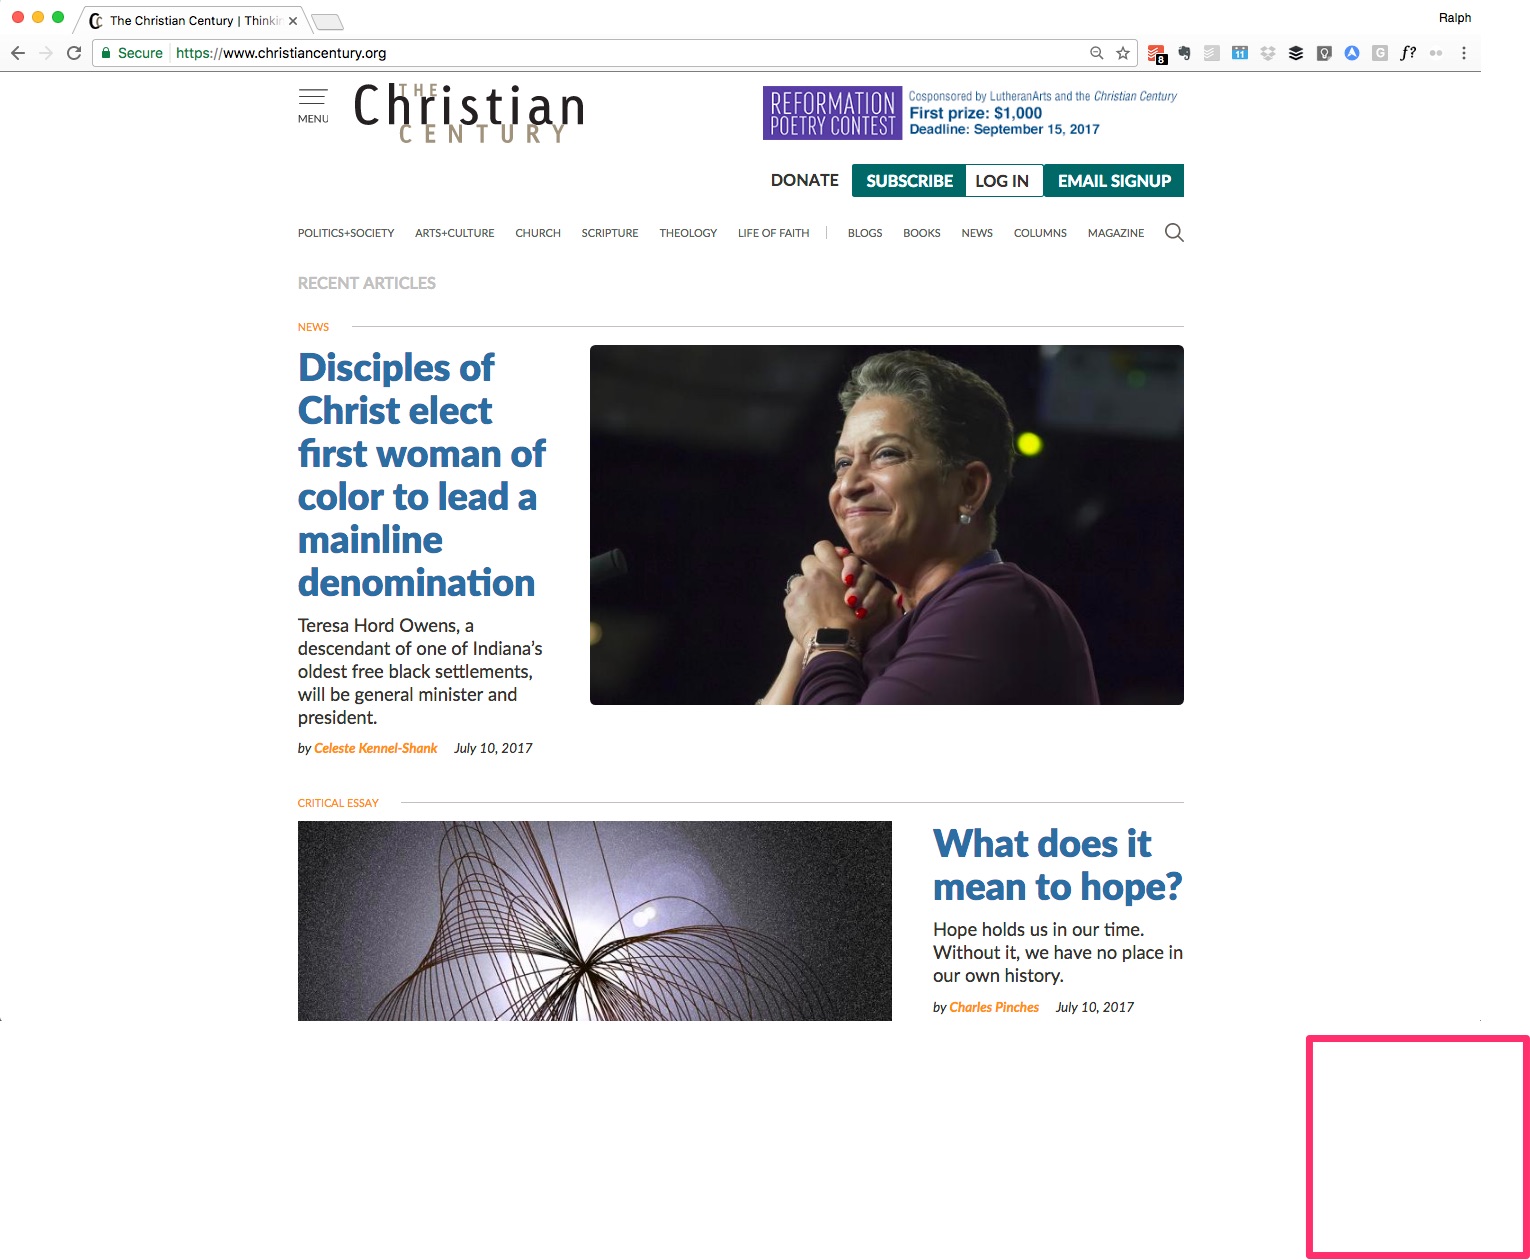 The Christian Century | Thinkin
Ralph
Secure https://www.christiancentury.org
8
11
G
f?
MENU
THE
Christian
CENTURY
REFORMATION
POETRY CONTEST
Cosponsored by LutheranArts and the Christian Century
First prize: $1,000
Deadline: September 15, 2017
DONATE SUBSCRIBE LOG IN EMAIL SIGNUP
POLITICS+SOCIETY ARTS+CULTURE CHURCH SCRIPTURE THEOLOGY LIFE OF FAITH | BLOGS BOOKS NEWS COLUMNS MAGAZINE
RECENT ARTICLES
NEWS
Disciples of
Christ elect
first woman of
color to lead a
mainline
denomination
Teresa Hord Owens, a
descendant of one of Indiana's
oldest free black settlements,
will be general minister and
president.
by Celeste Kennel-Shank July 10, 2017
CRITICAL ESSAY
What does it
mean to hope?
Hope holds us in our time.
Without it, we have no place in
our own history.
by Charles Pinches July 10, 2017